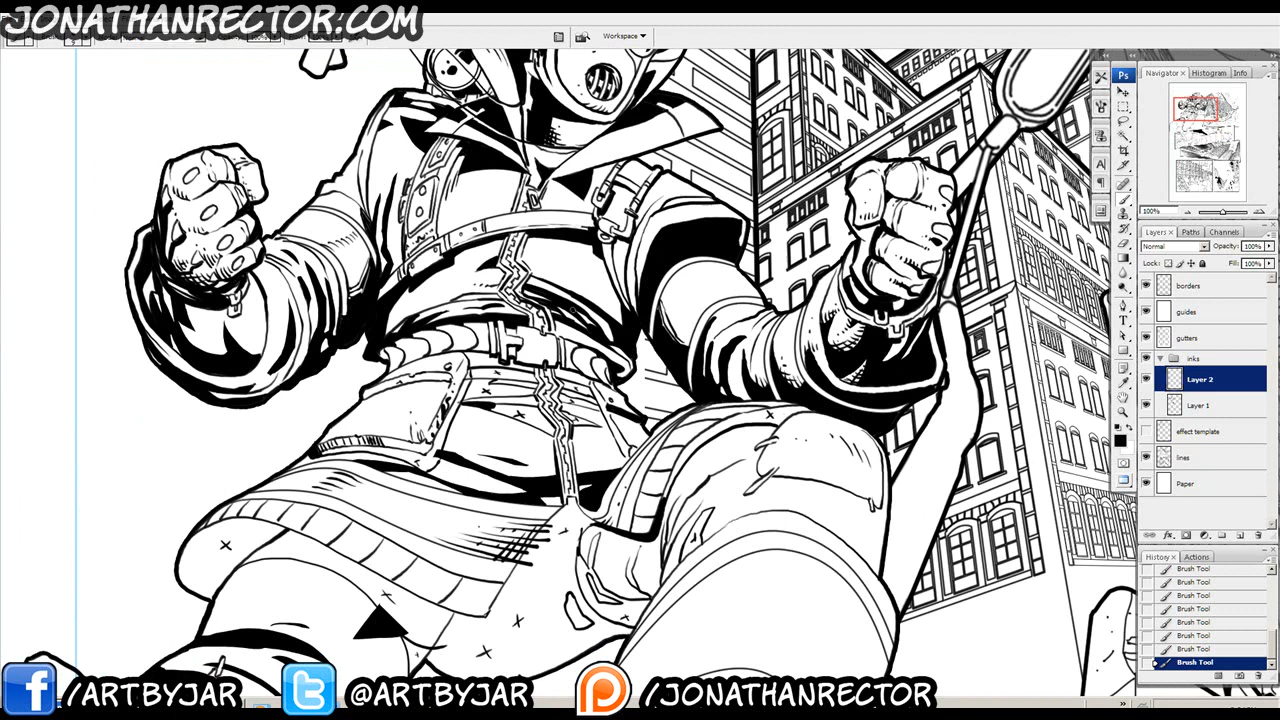 JONATHANRECTOR.COM
Workspace
Ps
Navigator × Histogram Info
100%
Layers × Paths Channels
Normal Opacity: 100%
Lock: Fill: 100%
borders
guides
gutters
inks
Layer 2
Layer 1
effect template
lines
Paper
History × Actions
Brush Tool
Brush Tool
Brush Tool
Brush Tool
Brush Tool
Brush Tool
Brush Tool
Brush Tool
f /ARTBYJAR @ARTBYJAR /JONATHANRECTOR